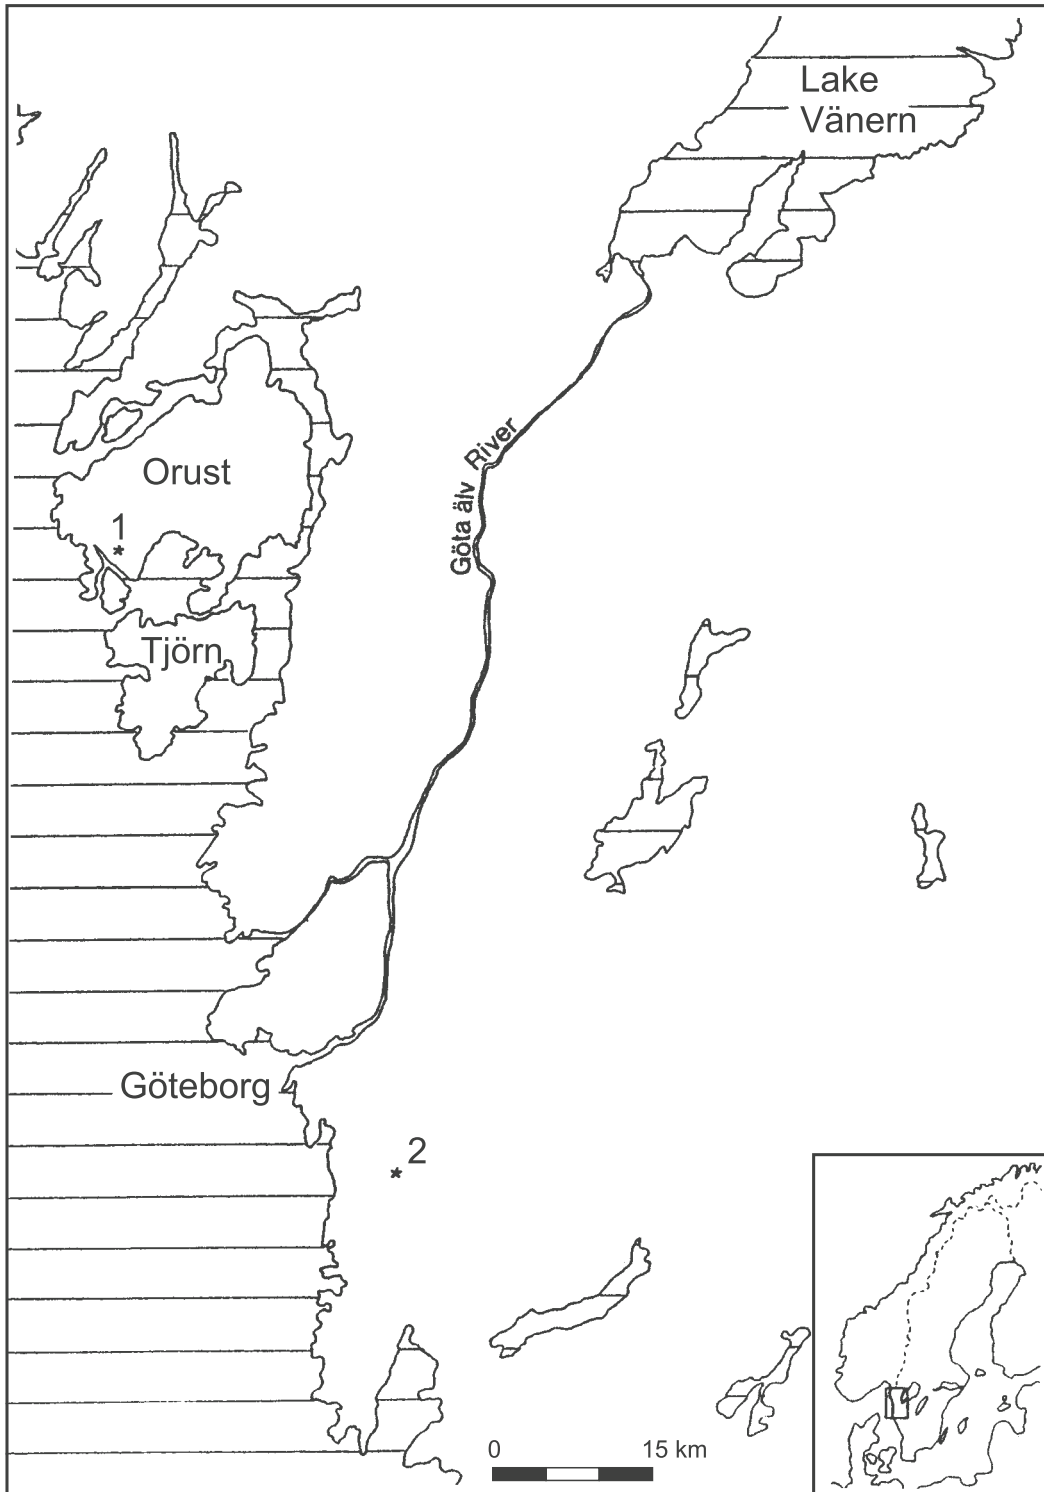 Lake
Vänern
Göta älv River
Orust
1
Tjörn
Göteborg
2
0 15 km